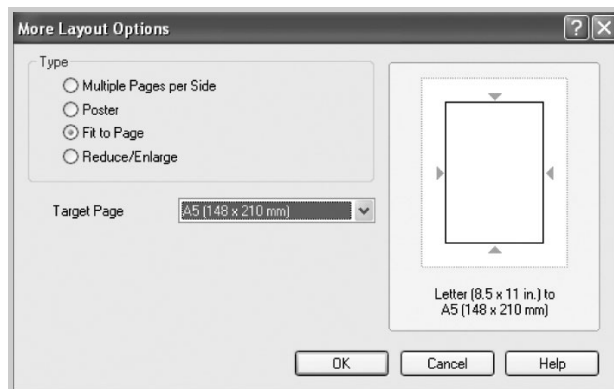 More Layout Options
Type
Multiple Pages per Side
Poster
Fit to Page
Reduce/Enlarge
Target Page
A5 (148 x 210 mm)
Letter (8.5 x 11 in.) to
A5 (148 x 210 mm)
OK
Cancel
Help